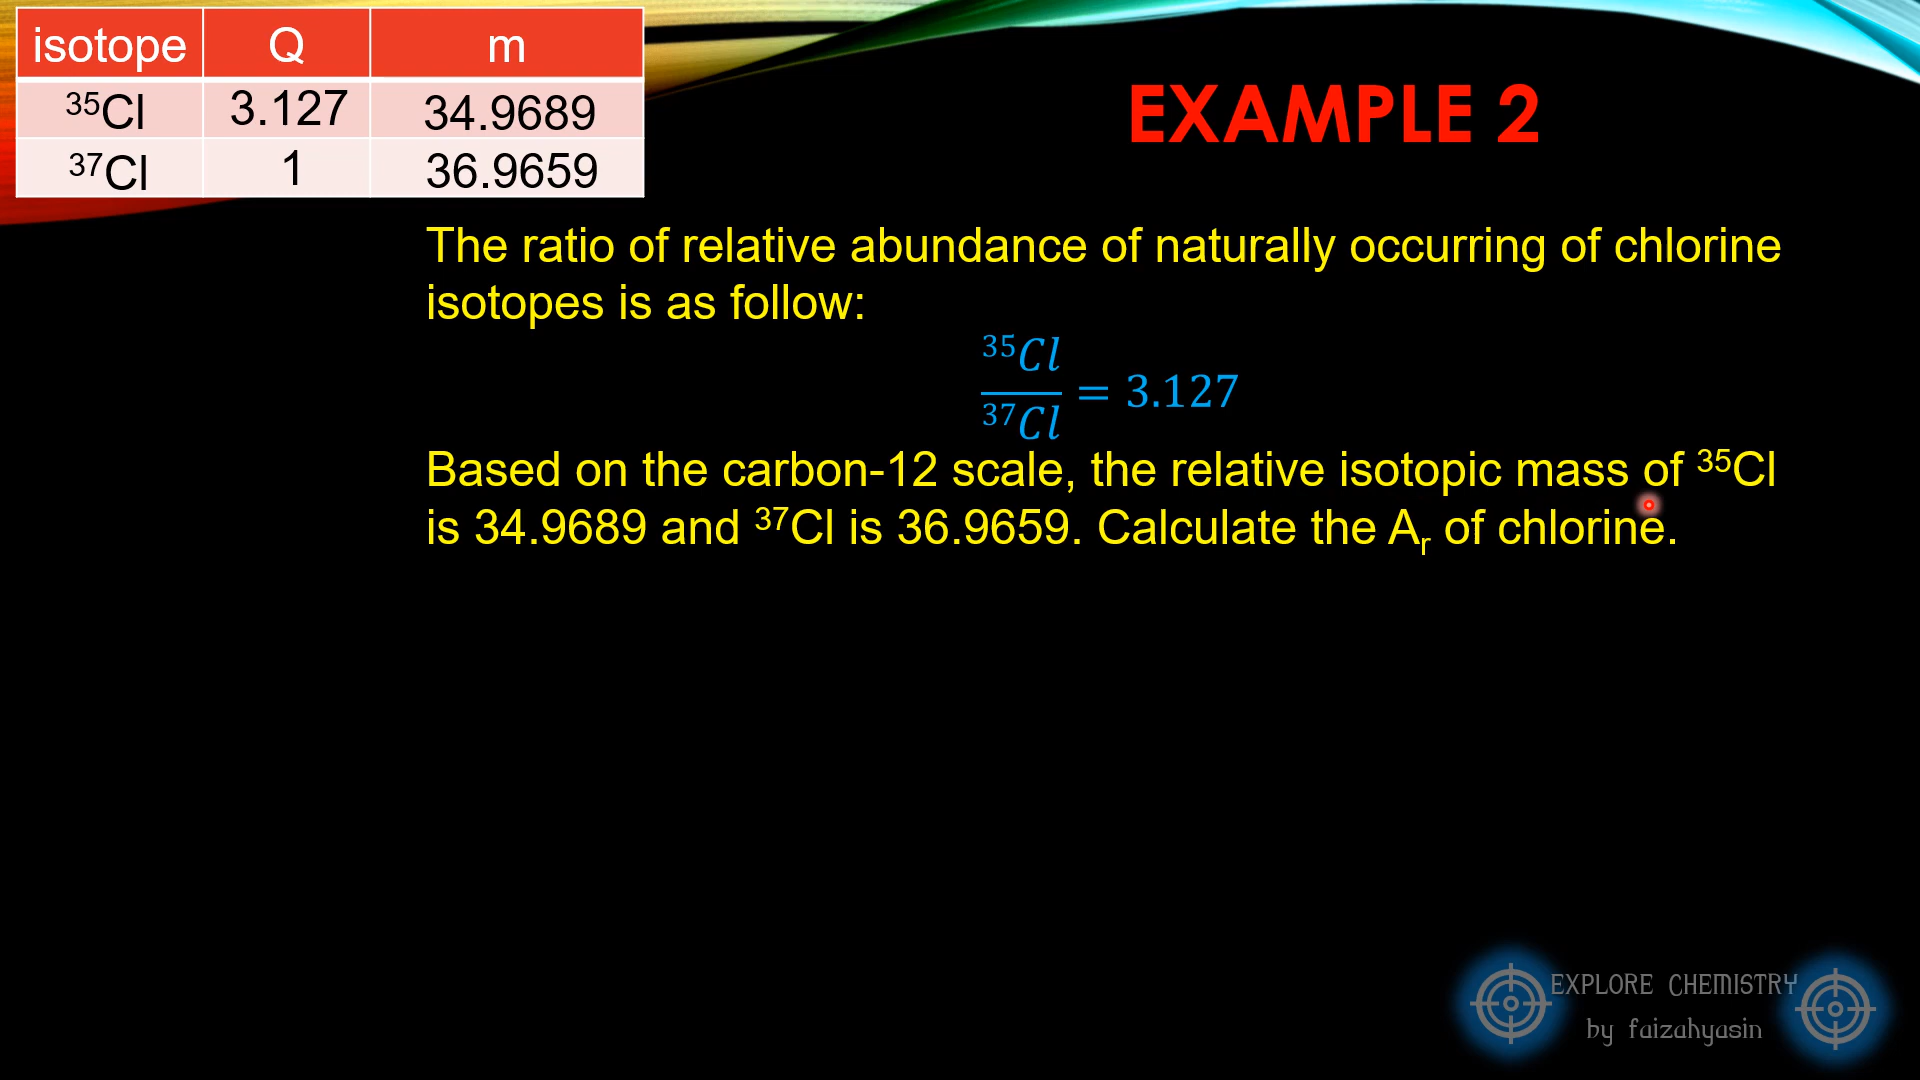 isotope Q m
³⁵Cl 3.127 34.9689
³⁷Cl 1 36.9659
EXAMPLE 2
The ratio of relative abundance of naturally occurring of chlorine
isotopes is as follow:
³⁵Cl
/ ³⁷Cl = 3.127
Based on the carbon-12 scale, the relative isotopic mass of ³⁵Cl
is 34.9689 and ³⁷Cl is 36.9659. Calculate the Aᵣ of chlorine.
EXPLORE CHEMISTRY
by faizahyasin